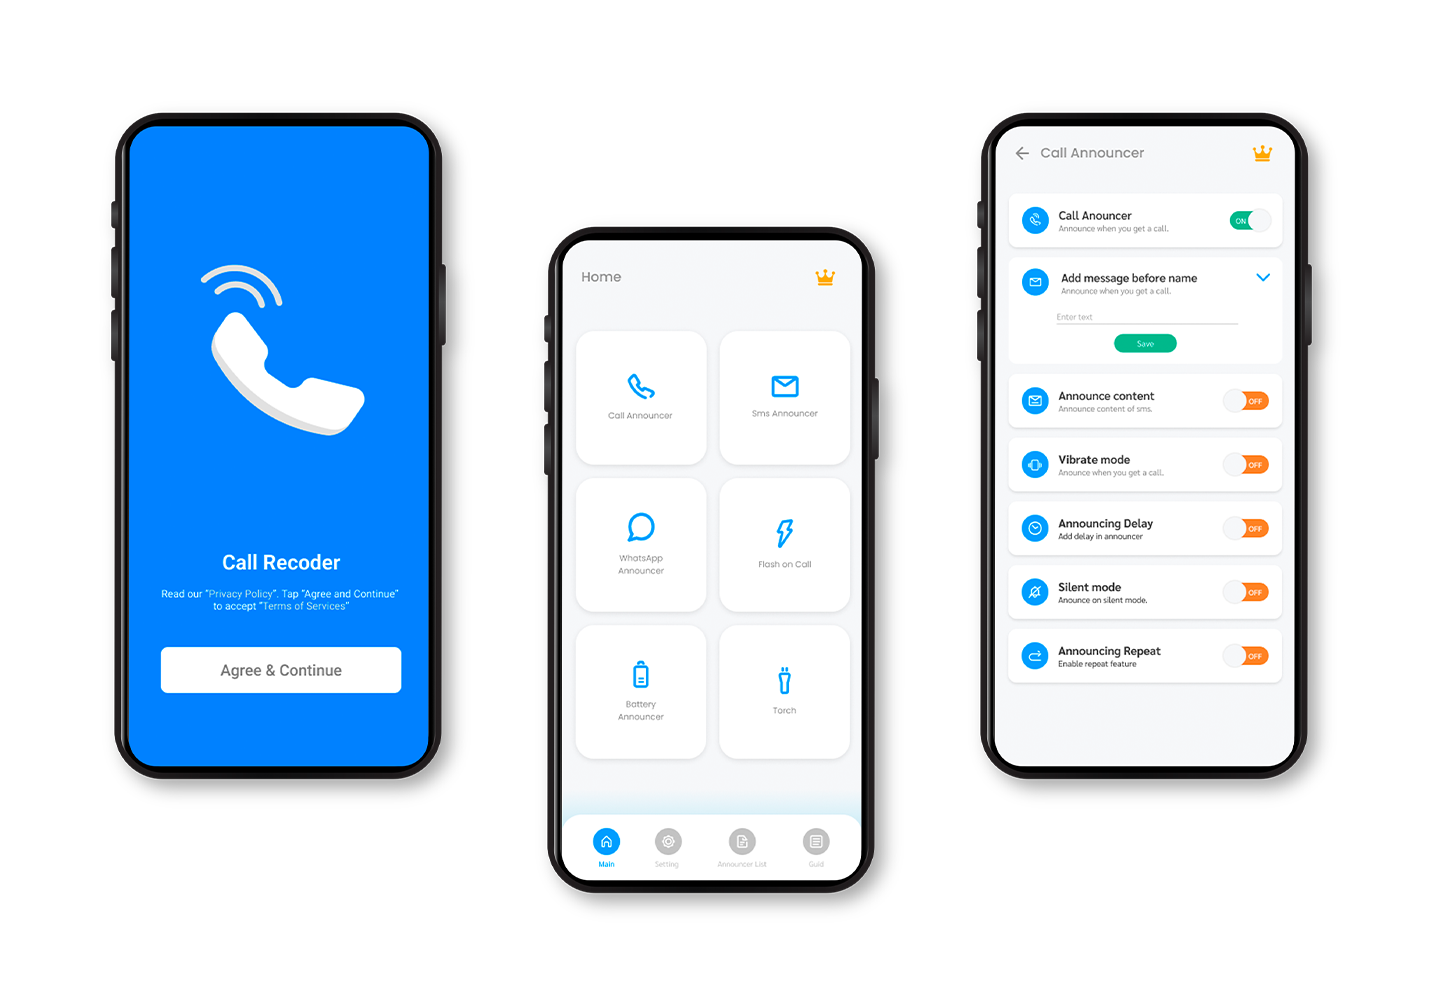 Call Recoder
Read our “Privacy Policy”. Tap “Agree and Continue”
to accept “Terms of Services”
Agree & Continue
Home
Call Announcer
Sms Announcer
WhatsApp
Announcer
Flash on Call
Battery
Announcer
Torch
Main
Setting
Announcer List
Guid
Call Announcer
Call Anouncer
Announce when you get a call.
ON
Add message before name
Announce when you get a call.
Enter text
Save
Announce content
Announce content of sms.
OFF
Vibrate mode
Anounce when you get a call.
OFF
Announcing Delay
Add delay in announcer
OFF
Silent mode
Anounce on silent mode.
OFF
Announcing Repeat
Enable repeat feature
OFF